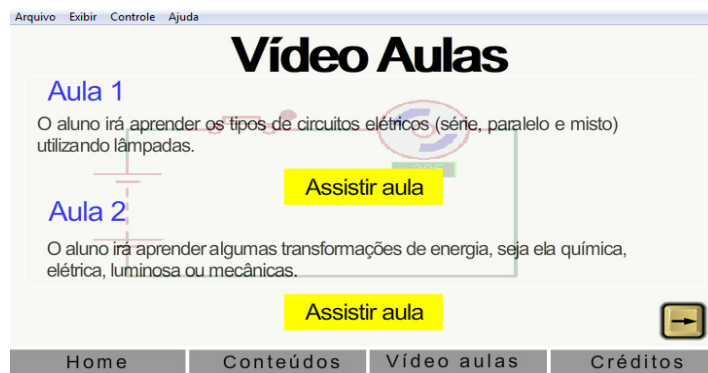 Arquivo Exibir Controle Ajuda
Vídeo Aulas
Aula 1
O aluno irá aprender os tipos de circuitos elétricos (série, paralelo e misto)
utilizando lâmpadas.
Assistir aula
Aula 2
O aluno irá aprender algumas transformações de energia, seja ela química,
elétrica, luminosa ou mecânicas.
Assistir aula
Home Conteúdos Vídeo aulas Créditos